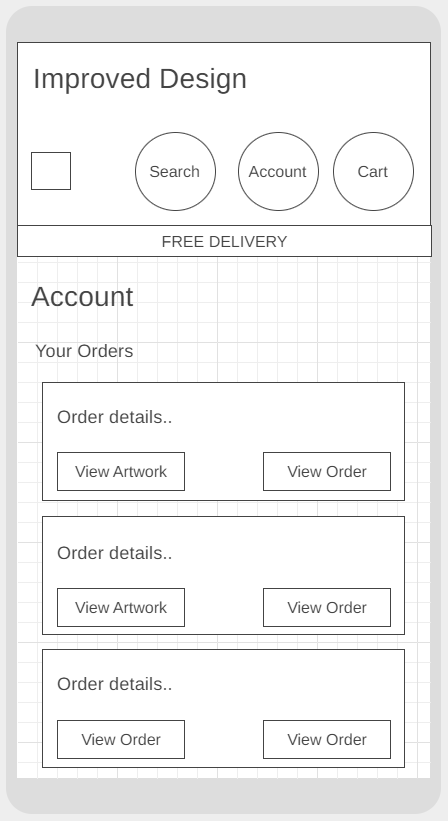 Improved Design
Search Account Cart
FREE DELIVERY
Account
Your Orders
Order details..
View Artwork View Order
Order details..
View Artwork View Order
Order details..
View Order View Order